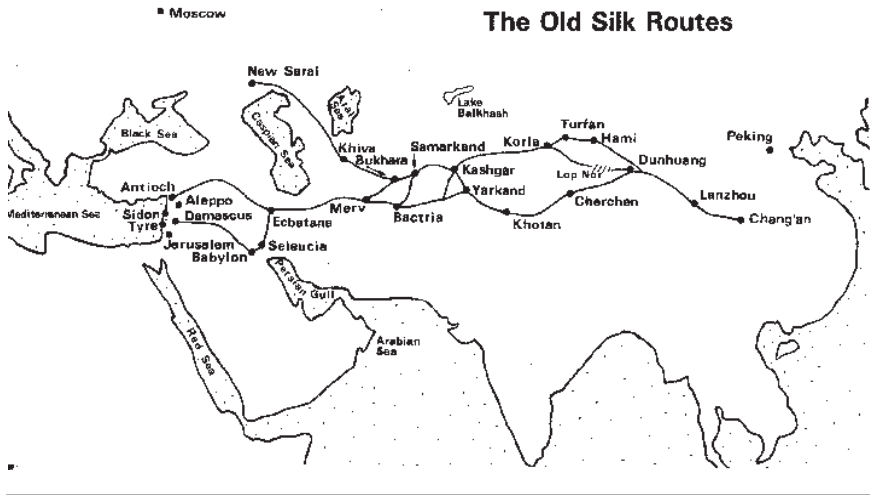 Moscow
The Old Silk Routes
New Sarai
Aral
Sea
Lake
Balkhash
Caspian Sea
Black Sea
Turfan
Hami
Korla
Peking
Khiva
Bukhara
Samarkand
Dunhuang
Lop Nor
Kashgar
Yarkand
Antioch
Aleppo
Mediterranean Sea
Sidon
Damascus
Tyre
Ecbatana
Merv
Bactria
Khotan
Cherchen
Lanzhou
Chang'an
Jerusalem
Babylon
Seleucia
Persian Gulf
Red Sea
Arabian
Sea